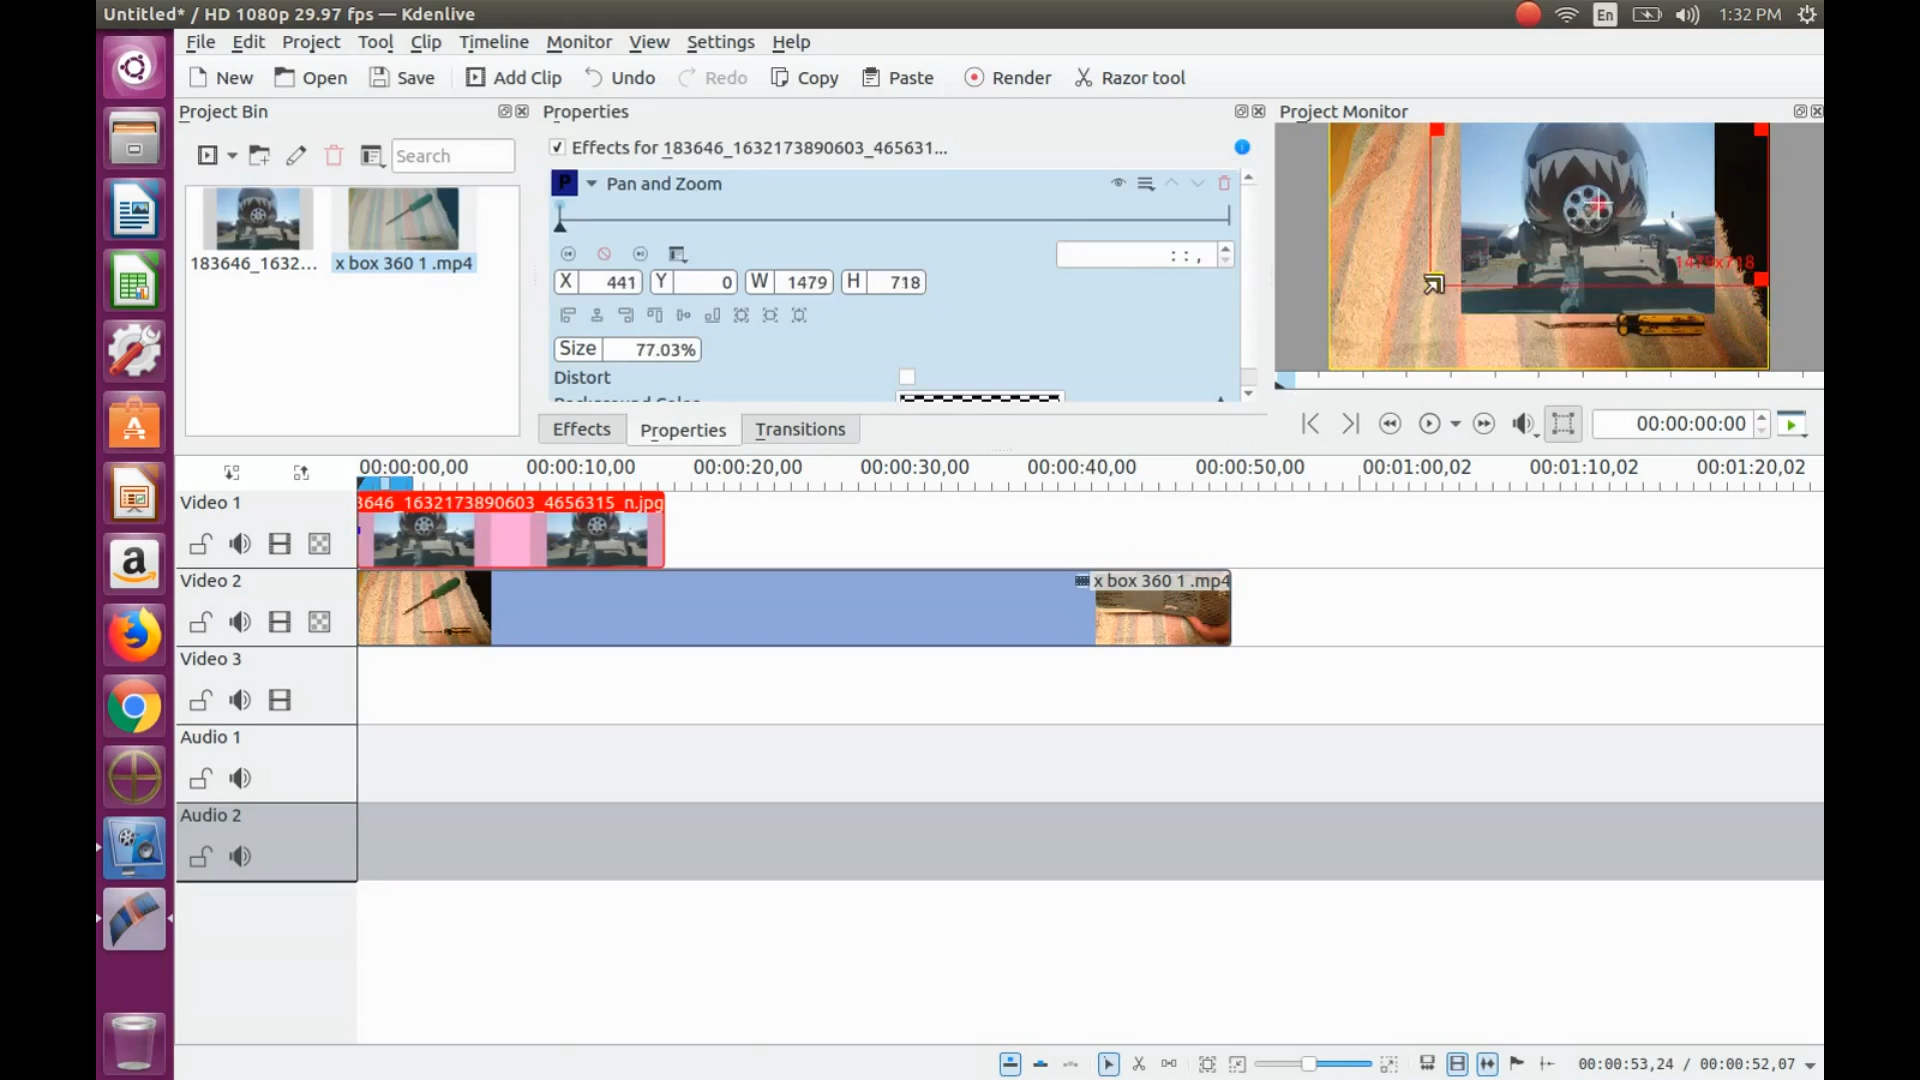 Untitled* / HD 1080p 29.97 fps — Kdenlive
En
1:32 PM
File Edit Project Tool Clip Timeline Monitor View Settings Help
New Open Save Add Clip Undo Redo Copy Paste Render Razor tool
Project Bin
Properties
Project Monitor
Search
183646_1632...
x box 360 1 .mp4
Effects for 183646_1632173890603_465631...
P Pan and Zoom
: : ,
X 441 Y 0 W 1479 H 718
Size 77.03%
Distort
Background Color
1479x718
Effects Properties Transitions
00:00:00:00
00:00:00,00 00:00:10,00 00:00:20,00 00:00:30,00 00:00:40,00 00:00:50,00 00:01:00,02 00:01:10,02 00:01:20,02
Video 1
3646_1632173890603_4656315_n.jpg
Video 2
x box 360 1 .mp4
Video 3
Audio 1
Audio 2
a
00:00:53,24 / 00:00:52,07